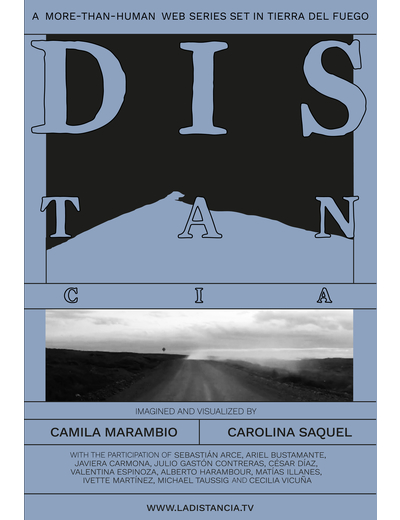 A MORE-THAN-HUMAN WEB SERIES SET IN TIERRA DEL FUEGO
DIS
TAN
CIA
IMAGINED AND VISUALIZED BY
CAMILA MARAMBIO CAROLINA SAQUEL
WITH THE PARTICIPATION OF SEBASTIÁN ARCE, ARIEL BUSTAMANTE,
JAVIERA CARMONA, JULIO GASTÓN CONTRERAS, CÉSAR DÍAZ,
VALENTINA ESPINOZA, ALBERTO HARAMBOUR, MATÍAS ILLANES,
IVETTE MARTÍNEZ, MICHAEL TAUSSIG AND CECILIA VICUÑA
WWW.LADISTANCIA.TV